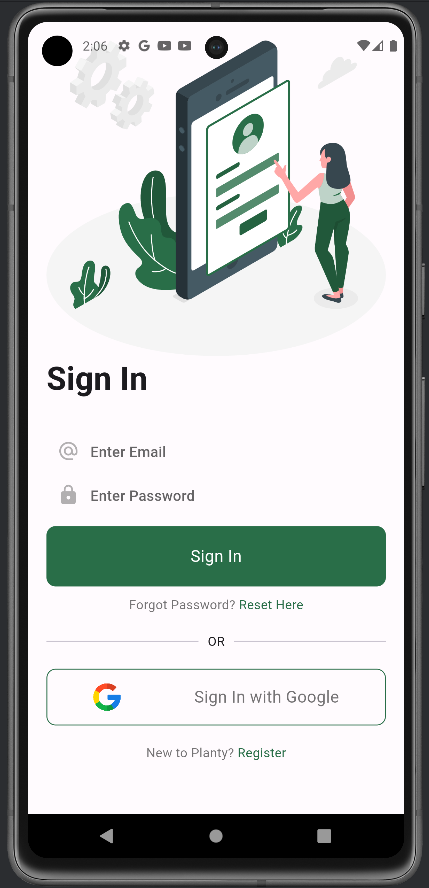 2:06
Sign In
Enter Email
Enter Password
Sign In
Forgot Password? Reset Here
OR
Sign In with Google
New to Planty? Register